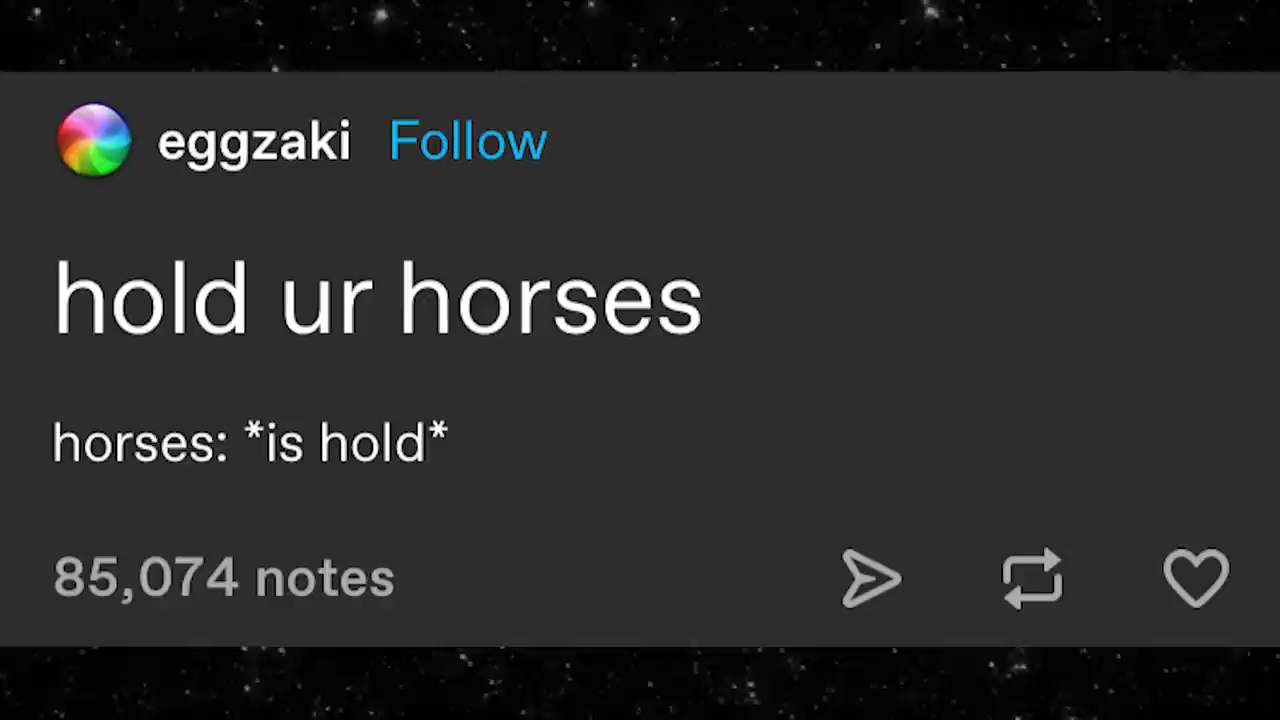 eggzaki Follow
hold ur horses
horses: *is hold*
85,074 notes